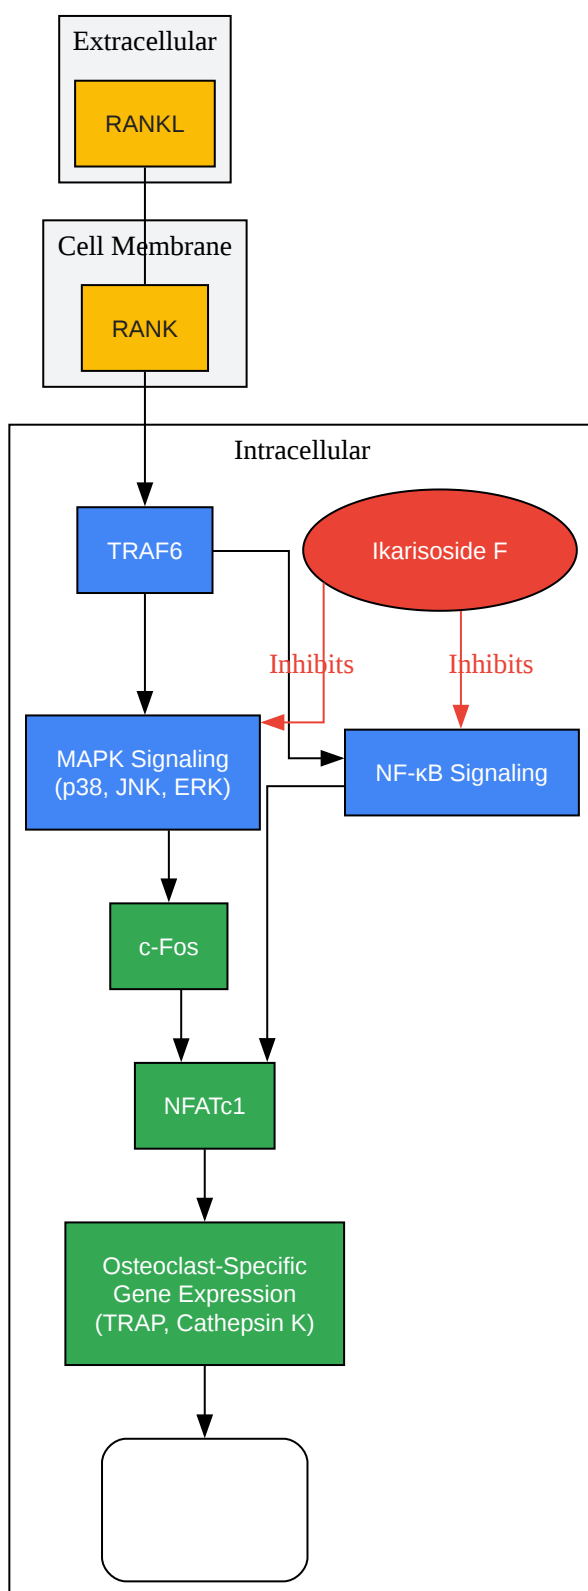 Extracellular
RANKL
Cell Membrane
RANK
Intracellular
TRAF6
Ikarisoside F
Inhibits
Inhibits
MAPK Signaling
(p38, JNK, ERK)
NF-κB Signaling
c-Fos
NFATc1
Osteoclast-Specific
Gene Expression
(TRAP, Cathepsin K)